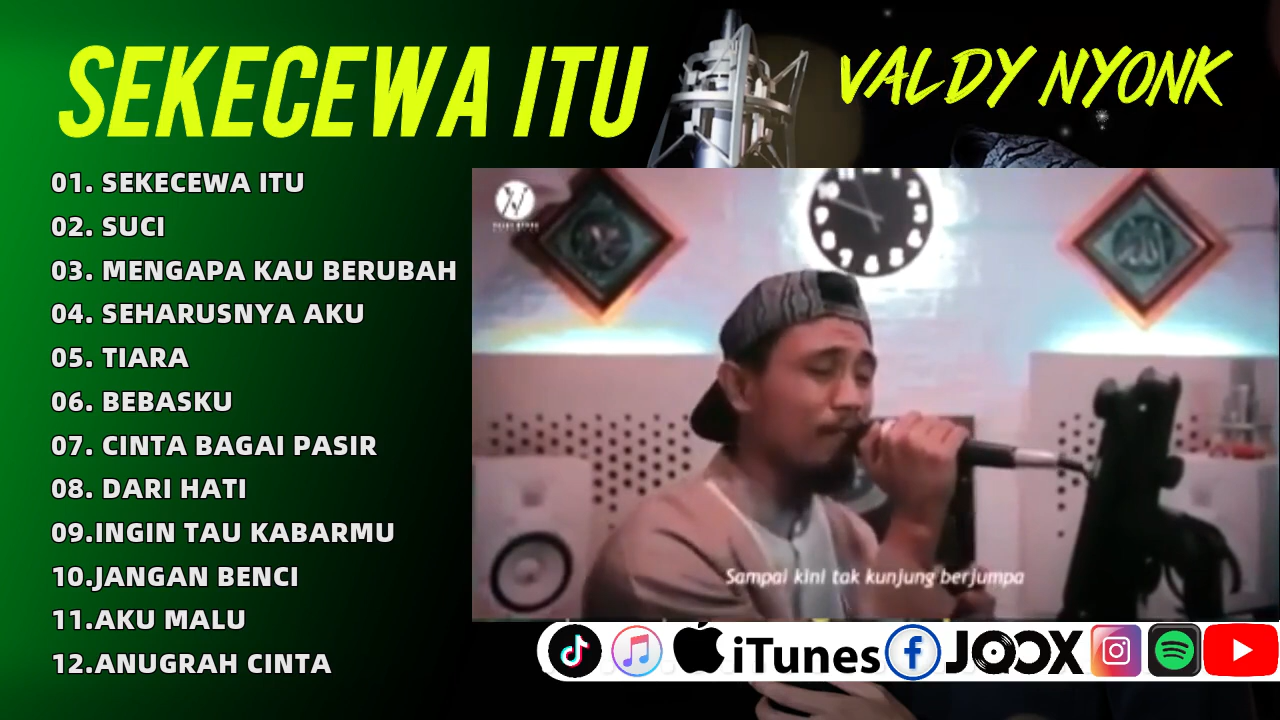 SEKECEWA ITU
VALDY NYONK
01. SEKECEWA ITU
02. SUCI
03. MENGAPA KAU BERUBAH
04. SEHARUSNYA AKU
05. TIARA
06. BEBASKU
07. CINTA BAGAI PASIR
08. DARI HATI
09.INGIN TAU KABARMU
10.JANGAN BENCI
11.AKU MALU
12.ANUGRAH CINTA
VALDY NYONK
Sampai kini tak kunjung berjumpa
iTunes
JOOX